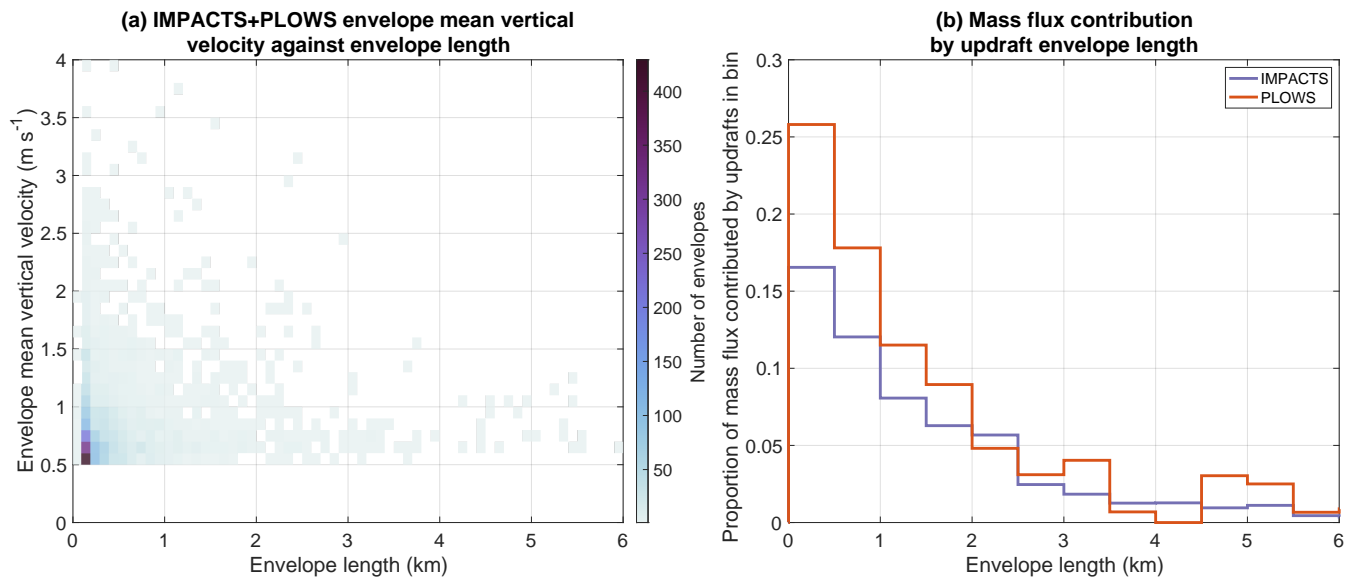 (a) IMPACTS+PLOWS envelope mean vertical
velocity against envelope length
Envelope mean vertical velocity (m s⁻¹)
4
3.5
3
2.5
2
1.5
1
0.5
0
0 1 2 3 4 5 6
Envelope length (km)
400
350
300
250
200
150
100
50
Number of envelopes
(b) Mass flux contribution
by updraft envelope length
Proportion of mass flux contributed by updrafts in bin
0.3
0.25
0.2
0.15
0.1
0.05
0
IMPACTS
PLOWS
0 1 2 3 4 5 6
Envelope length (km)